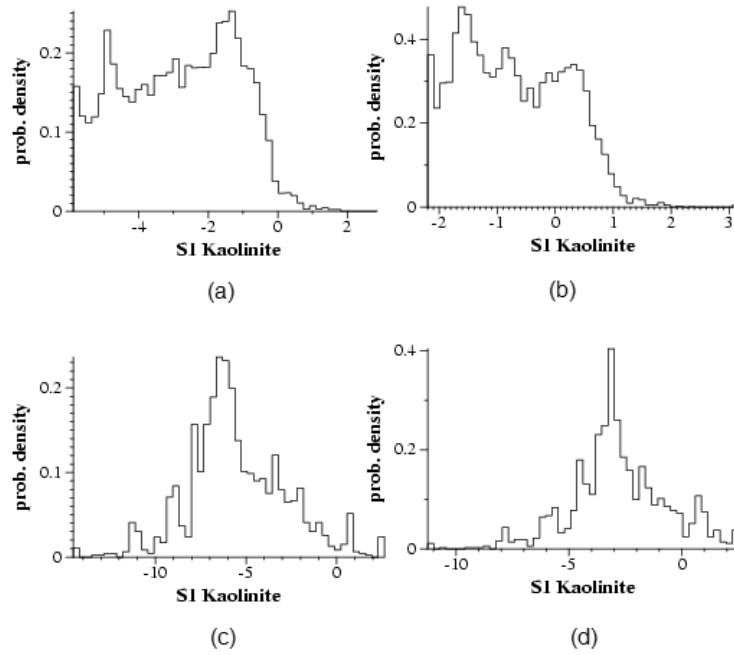 prob. density
0.2
0.1
0
-4
-2
0
2
S1 Kaolinite
(a)
prob. density
0.4
0.2
0
-2
-1
0
1
2
3
S1 Kaolinite
(b)
prob. density
0.2
0.1
0
-10
-5
0
S1 Kaolinite
(c)
prob. density
0.4
0.2
0
-10
-5
0
S1 Kaolinite
(d)